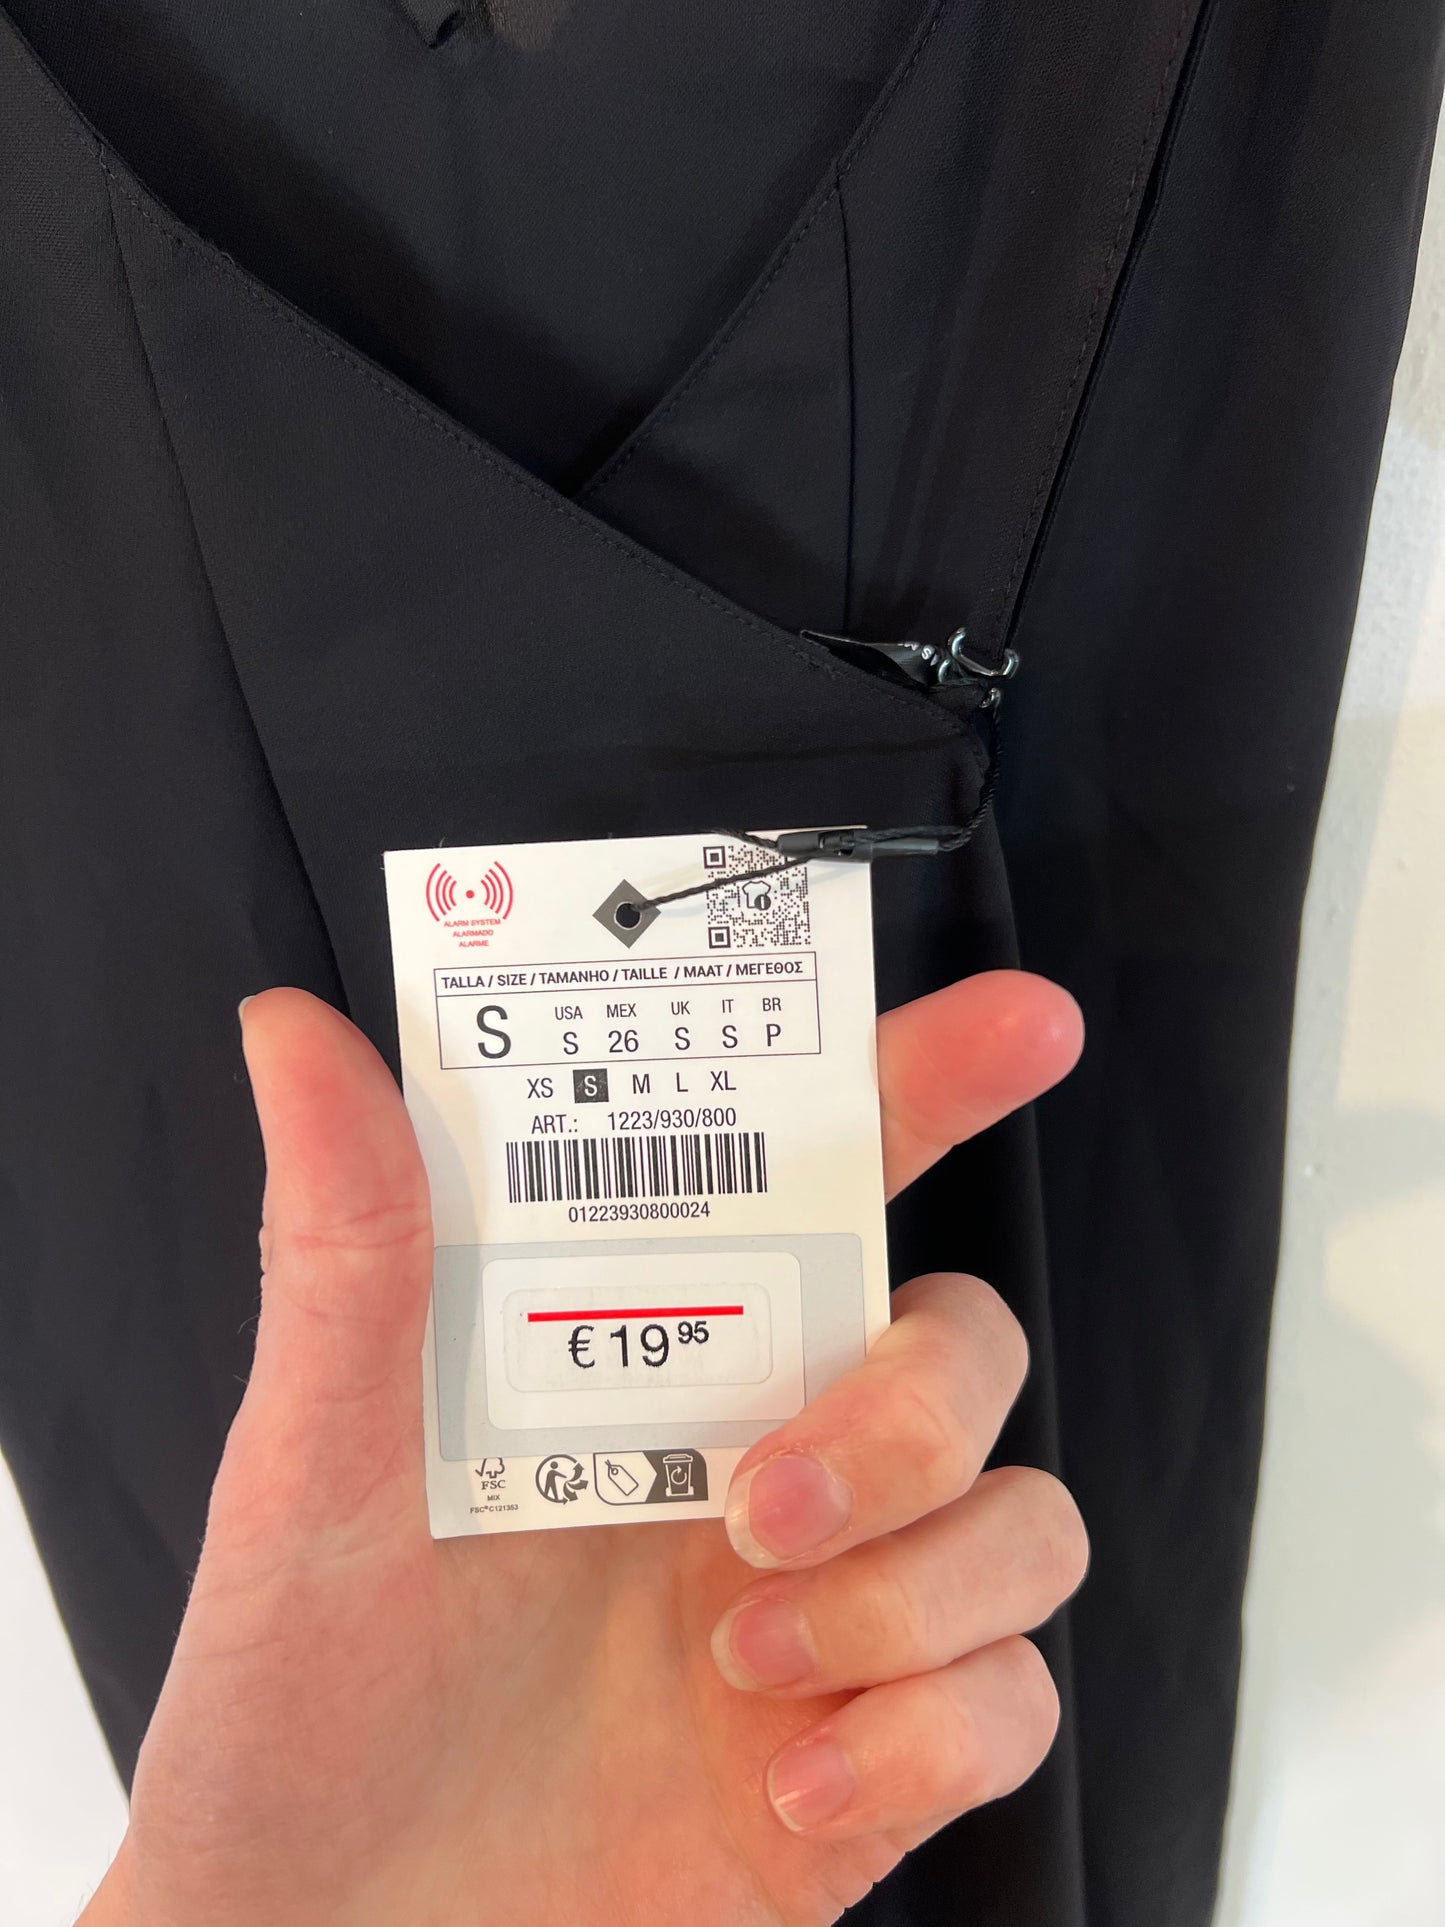 ALARM SYSTEM
ALARMADO
ALARME
TALLA / SIZE / TAMANHO / TAILLE / MAAT / ΜΕΓΕΘΟΣ
S
USA MEX UK IT BR
S 26 S S P
XS S M L XL
ART.: 1223/930/800
01223930800024
€ 19 95
FSC
MIX
FSC® C121353